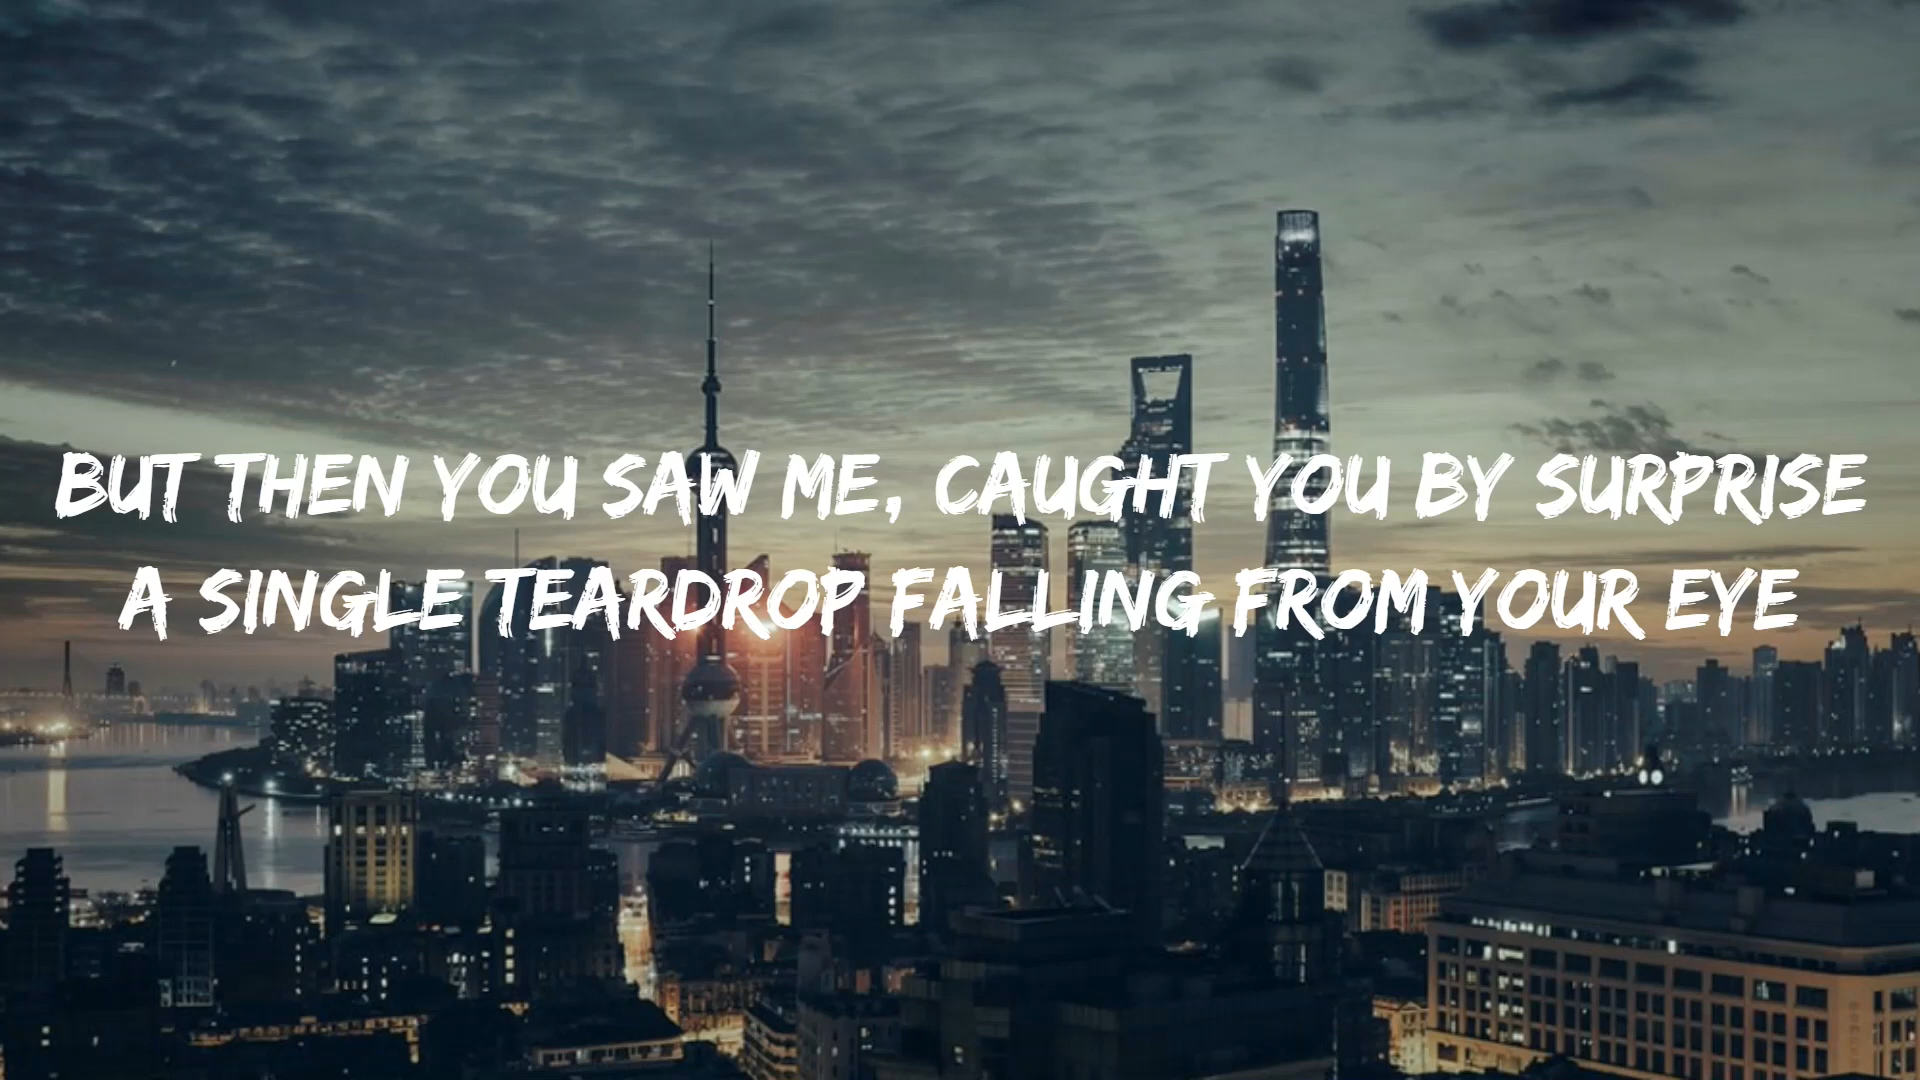 BUT THEN YOU SAW ME, CAUGHT YOU BY SURPRISE
A SINGLE TEARDROP FALLING FROM YOUR EYE